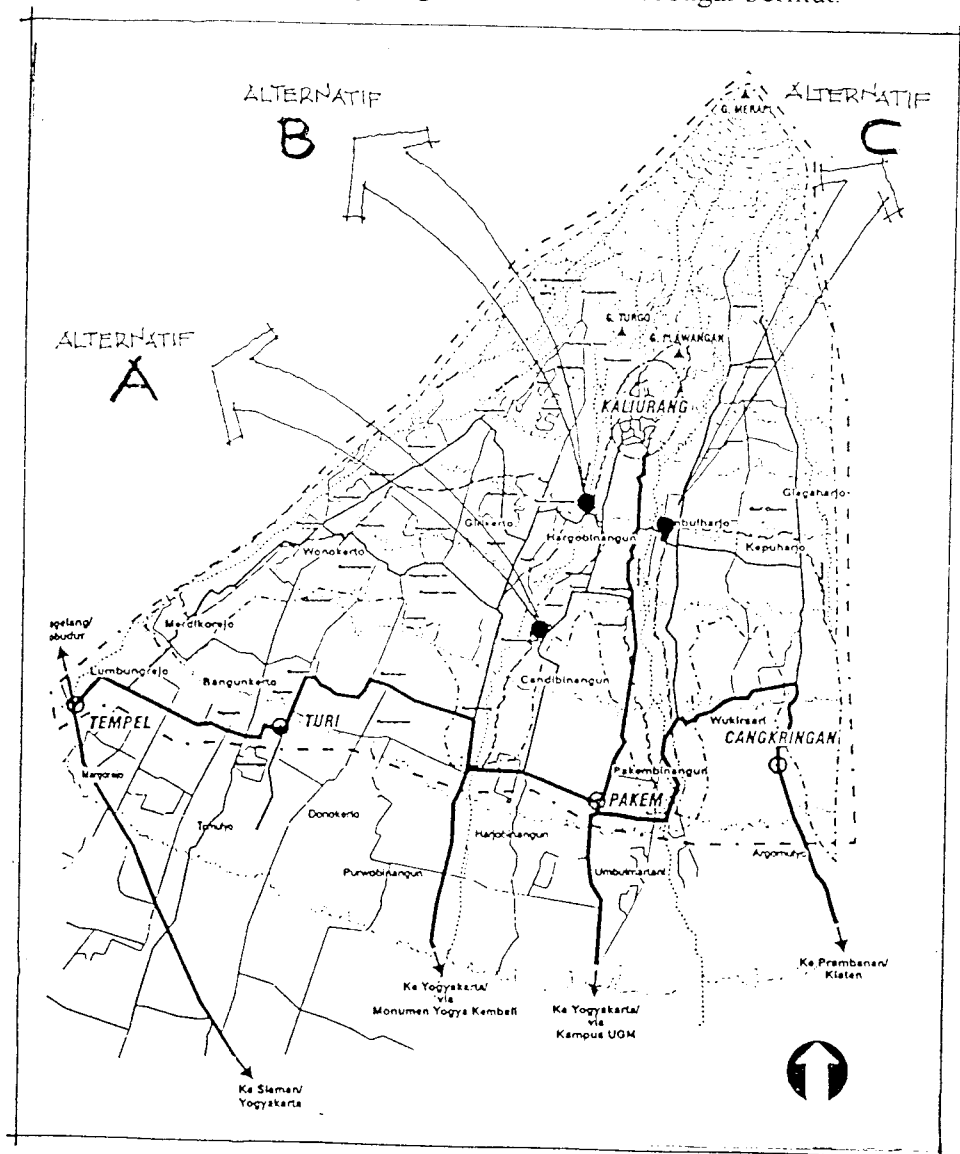 berikut:
ALTERNATIF
B
ALTERNATIF
C
G. MERAPI
ALTERNATIF
A
G. TURGO
G. PLAWANGAN
KALIURANG
Glagaharjo
Girikerto
Hargobinangun
Wonokerto
Kepuharjo
Merdikorejo
Lumbungrejo
Bangunkerto
Candibinangun
TEMPEL
TURI
Wukirsari
CANGKRINGAN
Pakembinangun
PAKEM
Margorejo
Donokerto
Harjobinangun
Purwobinangun
Umbulmartani
Ke Prambanan/
Klaten
Ke Yogyakarta/
via
Monumen Yogya Kembali
Ke Yogyakarta/
via
Kampus UGM
Ke Sleman/
Yogyakarta